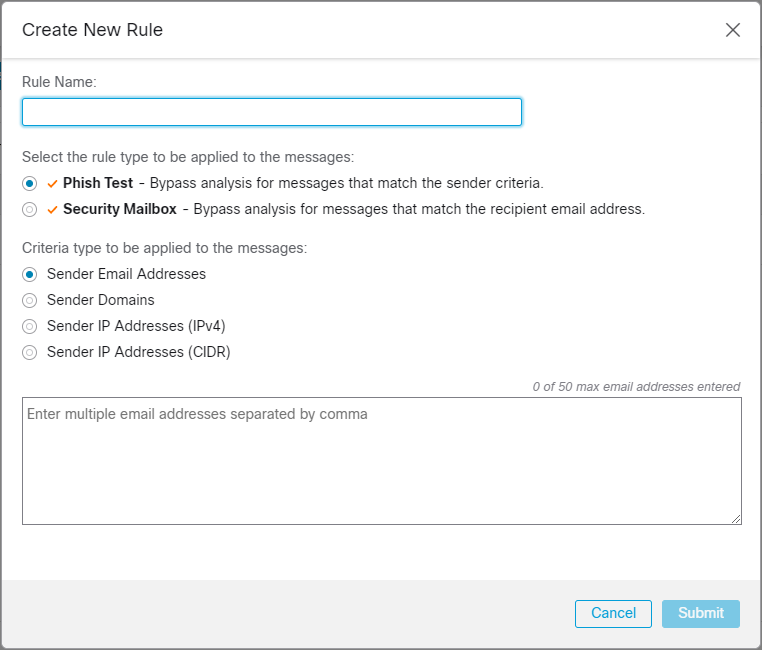 Create New Rule
Rule Name:
Select the rule type to be applied to the messages:
Phish Test - Bypass analysis for messages that match the sender criteria.
Security Mailbox - Bypass analysis for messages that match the recipient email address.
Criteria type to be applied to the messages:
Sender Email Addresses
Sender Domains
Sender IP Addresses (IPv4)
Sender IP Addresses (CIDR)
0 of 50 max email addresses entered
Enter multiple email addresses separated by comma
Cancel Submit